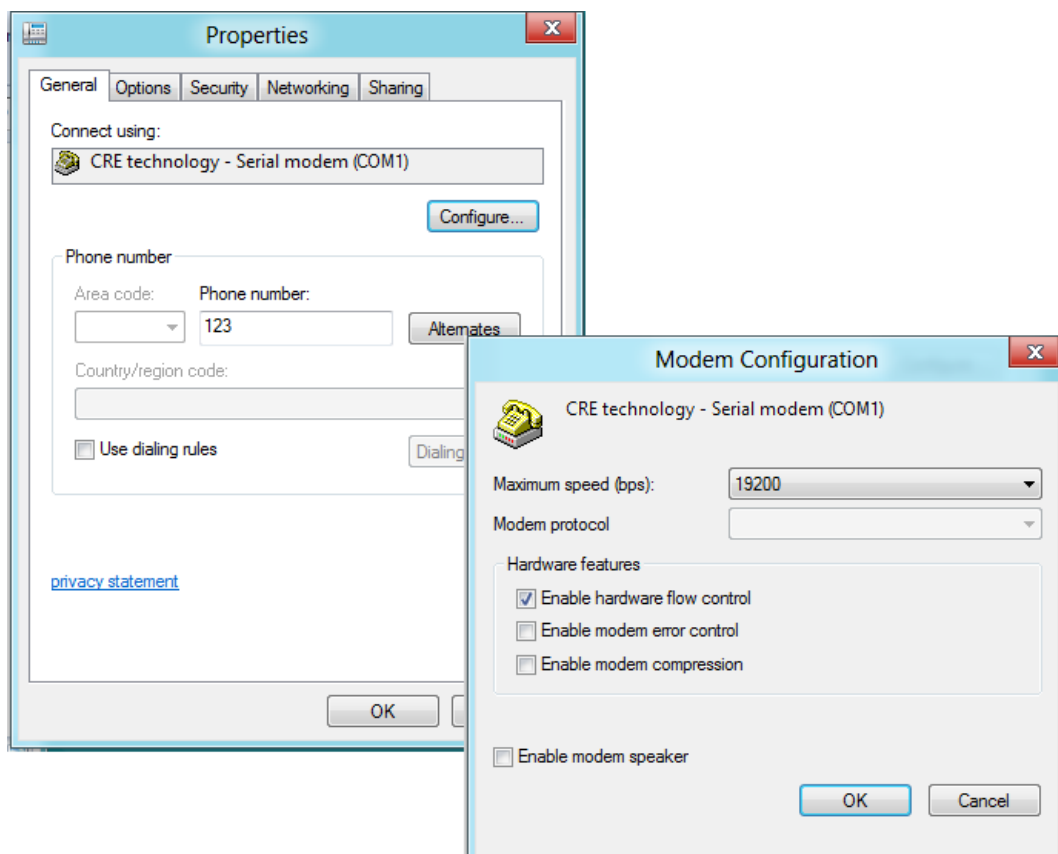 Properties
General Options Security Networking Sharing
Connect using:
CRE technology - Serial modem (COM1)
Configure...
Phone number
Area code: Phone number:
123
Alternates
Country/region code:
Use dialing rules
Dialing
privacy statement
OK
Modem Configuration
CRE technology - Serial modem (COM1)
Maximum speed (bps): 19200
Modem protocol
Hardware features
Enable hardware flow control
Enable modem error control
Enable modem compression
Enable modem speaker
OK Cancel